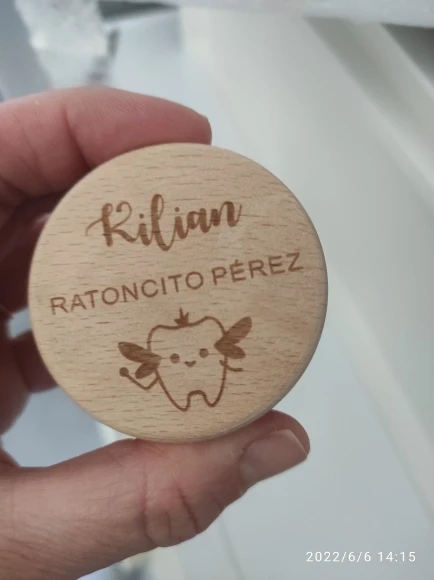 Kilian
RATONCITO PÉREZ
2022/6/6 14:15